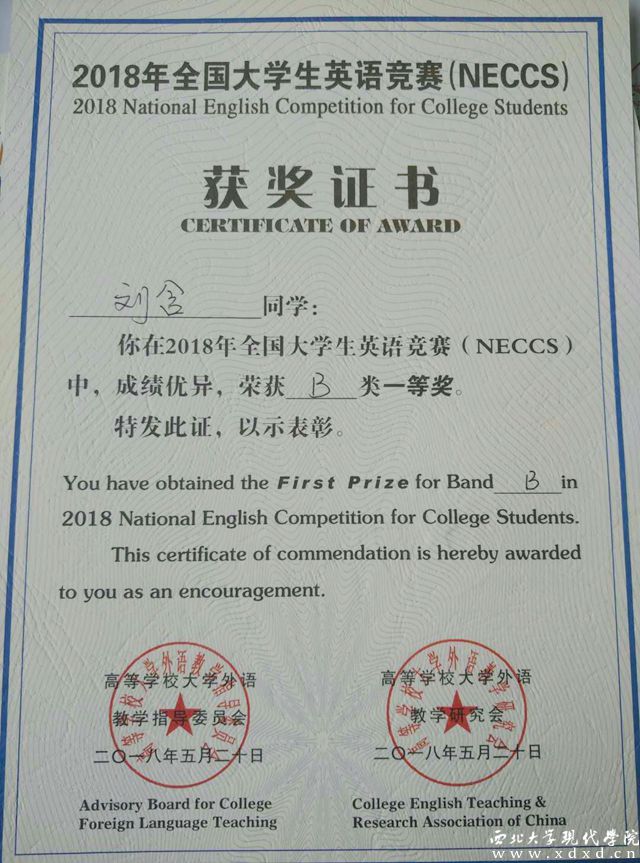 2018年全国大学生英语竞赛(NECCS)
2018 National English Competition for College Students
获奖证书
CERTIFICATE OF AWARD
刘含 同学：
你在2018年全国大学生英语竞赛（NECCS）
中，成绩优异，荣获 B 类一等奖。
特发此证，以示表彰。
You have obtained the First Prize for Band B in
2018 National English Competition for College Students.
This certificate of commendation is hereby awarded
to you as an encouragement.
高等学校大学外语
教学指导委员会
二〇一八年五月二十日
Advisory Board for College
Foreign Language Teaching
高等学校大学外语
教学研究会
二〇一八年五月二十日
College English Teaching &
Research Association of China
西北大学现代学院
www.xdxd.cn